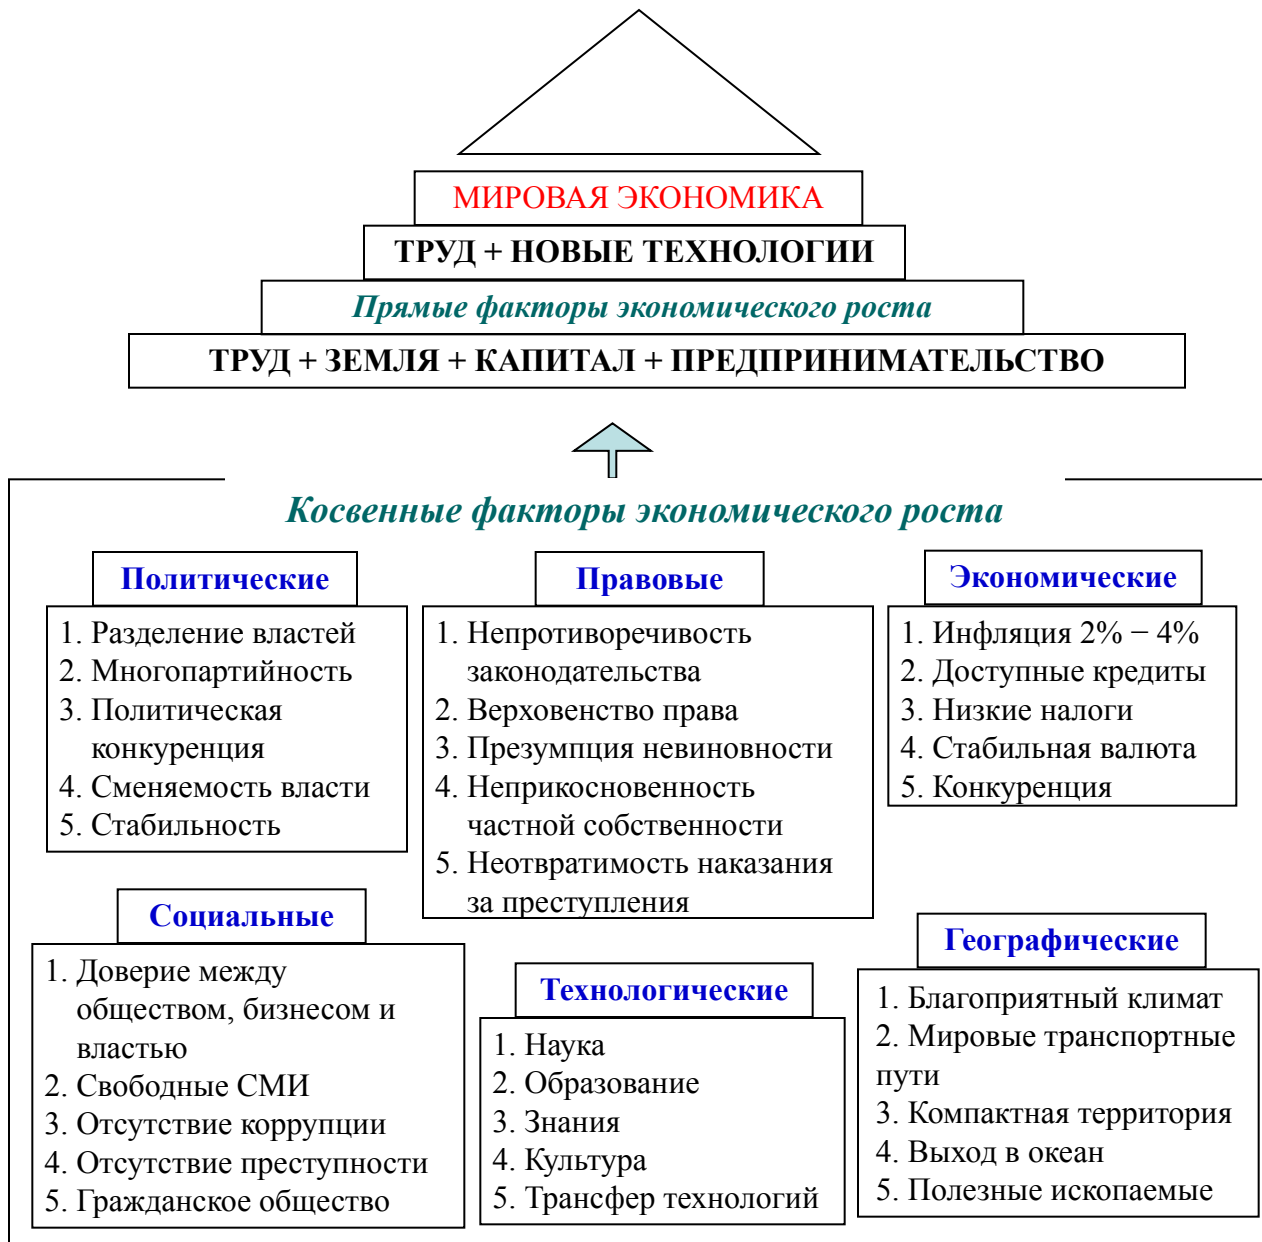 МИРОВАЯ ЭКОНОМИКА
ТРУД + НОВЫЕ ТЕХНОЛОГИИ
Прямые факторы экономического роста
ТРУД + ЗЕМЛЯ + КАПИТАЛ + ПРЕДПРИНИМАТЕЛЬСТВО
Косвенные факторы экономического роста
Политические
1. Разделение властей
2. Многопартийность
3. Политическая
конкуренция
4. Сменяемость власти
5. Стабильность
Правовые
1. Непротиворечивость
законодательства
2. Верховенство права
3. Презумпция невиновности
4. Неприкосновенность
частной собственности
5. Неотвратимость наказания
за преступления
Экономические
1. Инфляция 2% − 4%
2. Доступные кредиты
3. Низкие налоги
4. Стабильная валюта
5. Конкуренция
Социальные
1. Доверие между
обществом, бизнесом и
властью
2. Свободные СМИ
3. Отсутствие коррупции
4. Отсутствие преступности
5. Гражданское общество
Технологические
1. Наука
2. Образование
3. Знания
4. Культура
5. Трансфер технологий
Географические
1. Благоприятный климат
2. Мировые транспортные
пути
3. Компактная территория
4. Выход в океан
5. Полезные ископаемые